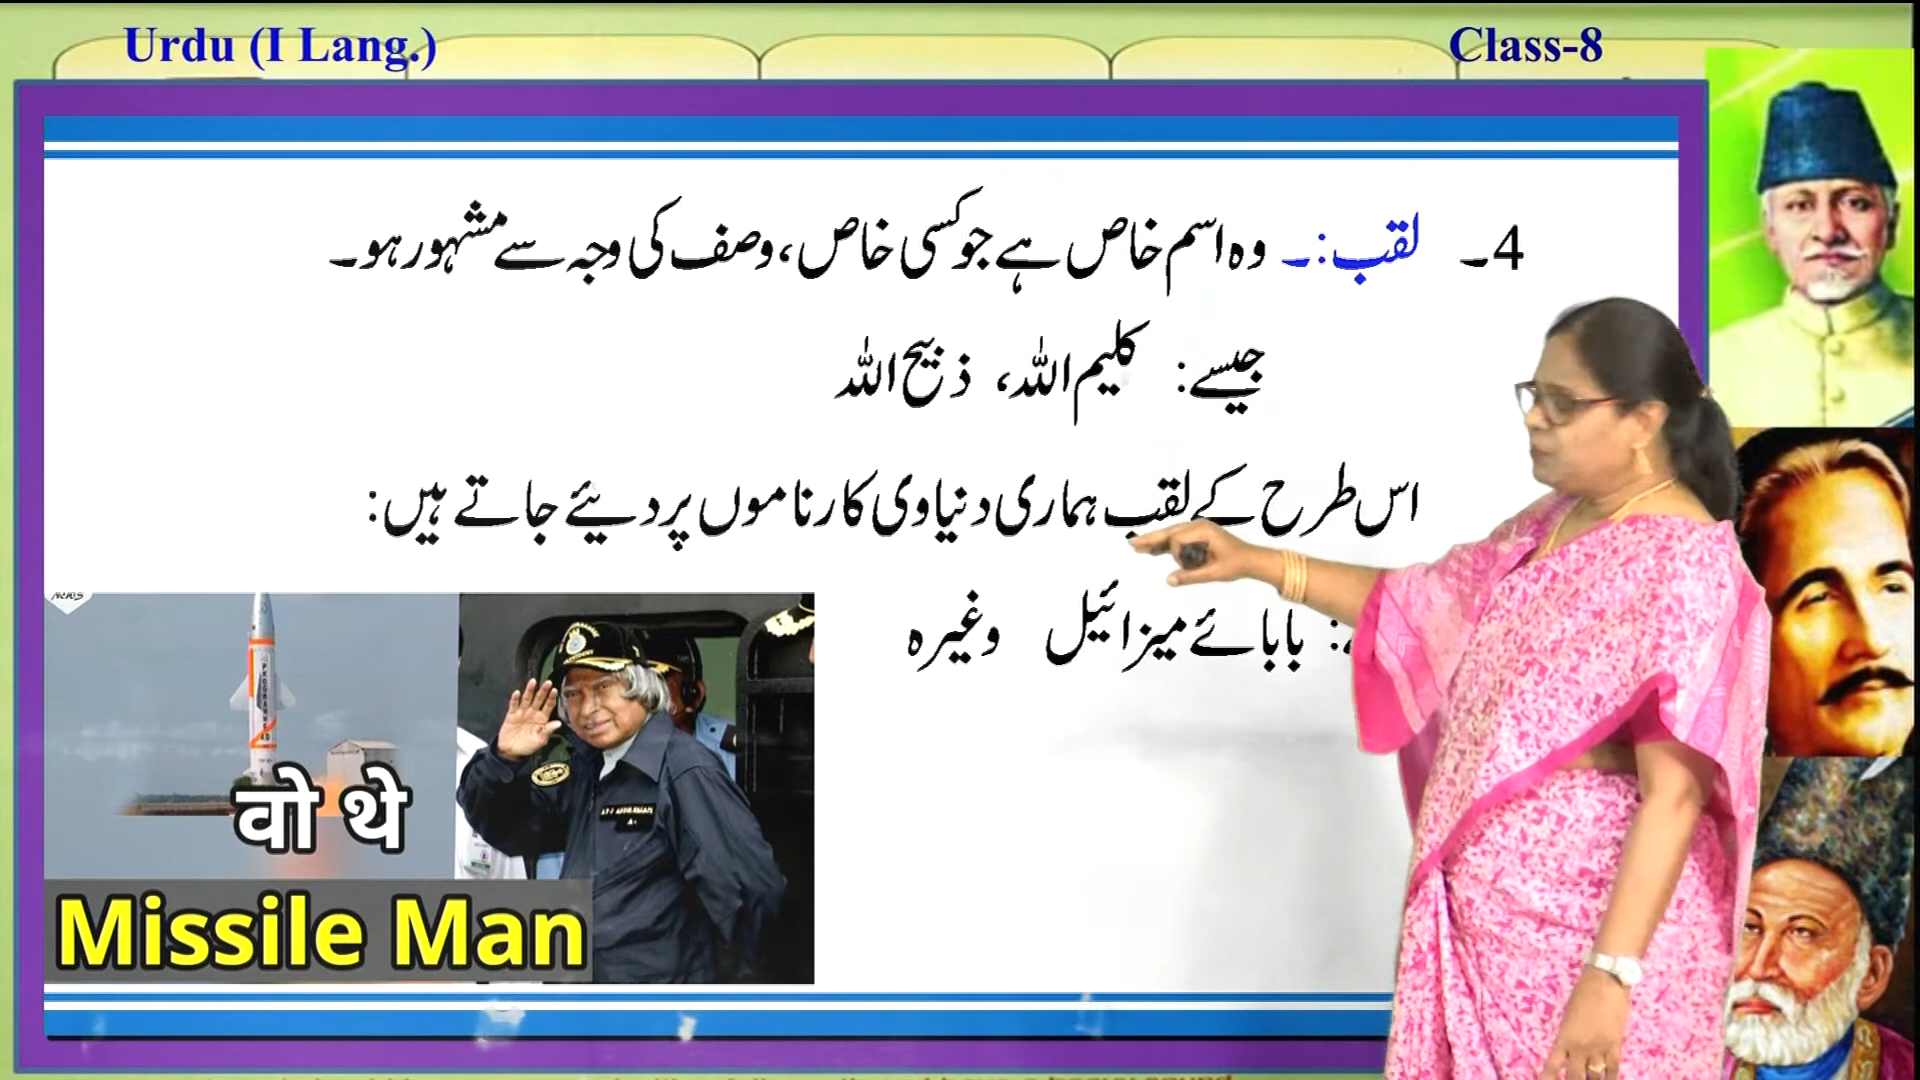 Urdu (I Lang.)
Class-8
4۔ لقب:۔ وہ اسم خاص ہے جو کسی خاص، وصف کی وجہ سے مشہور ہو۔
جیسے: کلیم اللہ، ذبیح اللہ
اس طرح کے لقب ہماری دنیاوی کارناموں پر دیئے جاتے ہیں:
: بابائے میزائیل وغیرہ
NEWS
वो थे
Missile Man